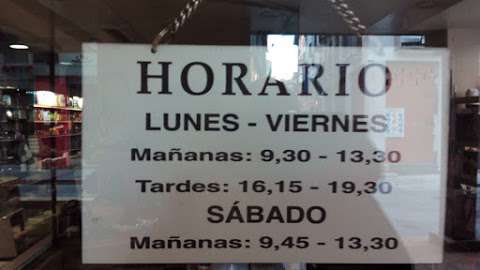 HORARIO
LUNES - VIERNES
Mañanas: 9,30 - 13,30
Tardes: 16,15 - 19,30
SÁBADO
Mañanas: 9,45 - 13,30